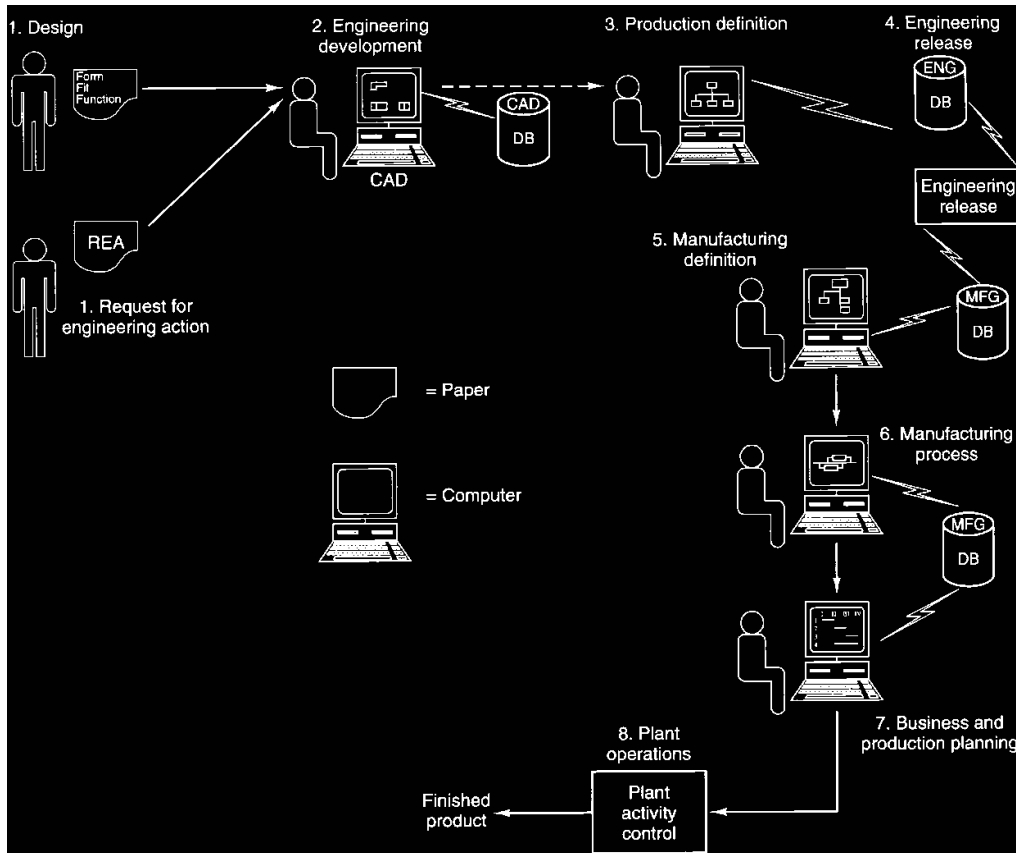 1. Design
Form
Fit
Function
2. Engineering
development
CAD
DB
CAD
3. Production definition
4. Engineering
release
ENG
DB
Engineering
release
REA
1. Request for
engineering action
5. Manufacturing
definition
MFG
DB
= Paper
6. Manufacturing
process
= Computer
MFG
DB
7. Business and
production planning
8. Plant
operations
Plant
activity
control
Finished
product